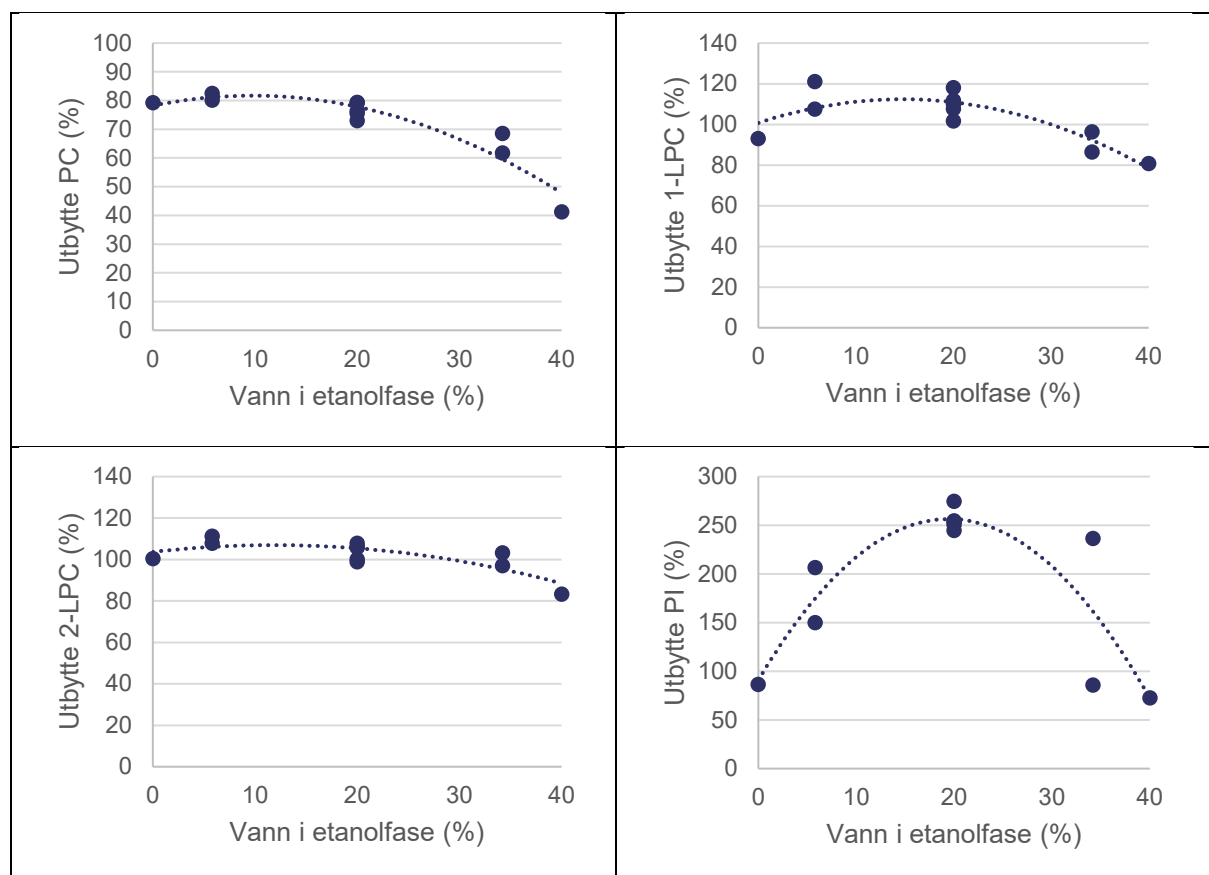 Utbytte PC (%)
100
90
80
70
60
50
40
30
20
10
0
0 10 20 30 40
Vann i etanolfase (%)
Utbytte 1-LPC (%)
140
120
100
80
60
40
20
0
0 10 20 30 40
Vann i etanolfase (%)
Utbytte 2-LPC (%)
140
120
100
80
60
40
20
0
0 10 20 30 40
Vann i etanolfase (%)
Utbytte PI (%)
300
250
200
150
100
50
0
0 10 20 30 40
Vann i etanolfase (%)